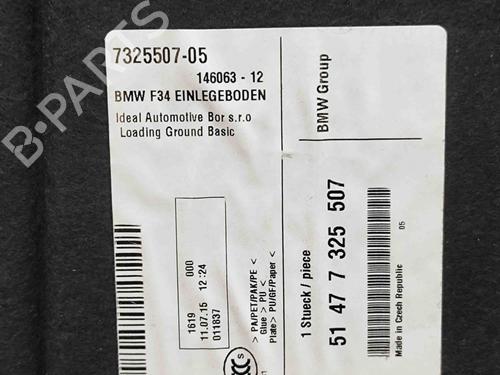 7325507-05
146063 - 12
BMW F34 EINLEGEBODEN
Ideal Automotive Bor s.r.o
Loading Ground Basic
BMW Group
1619 000
11.07.15 12:24
011837
> PA/PET/PAK/PE <
Glue > PU <
Plate> PU/GF/Paper <
1 Stueck / piece
51 47 7 325 507
Made in Czech Republic 05
CCC S
B-PARTS